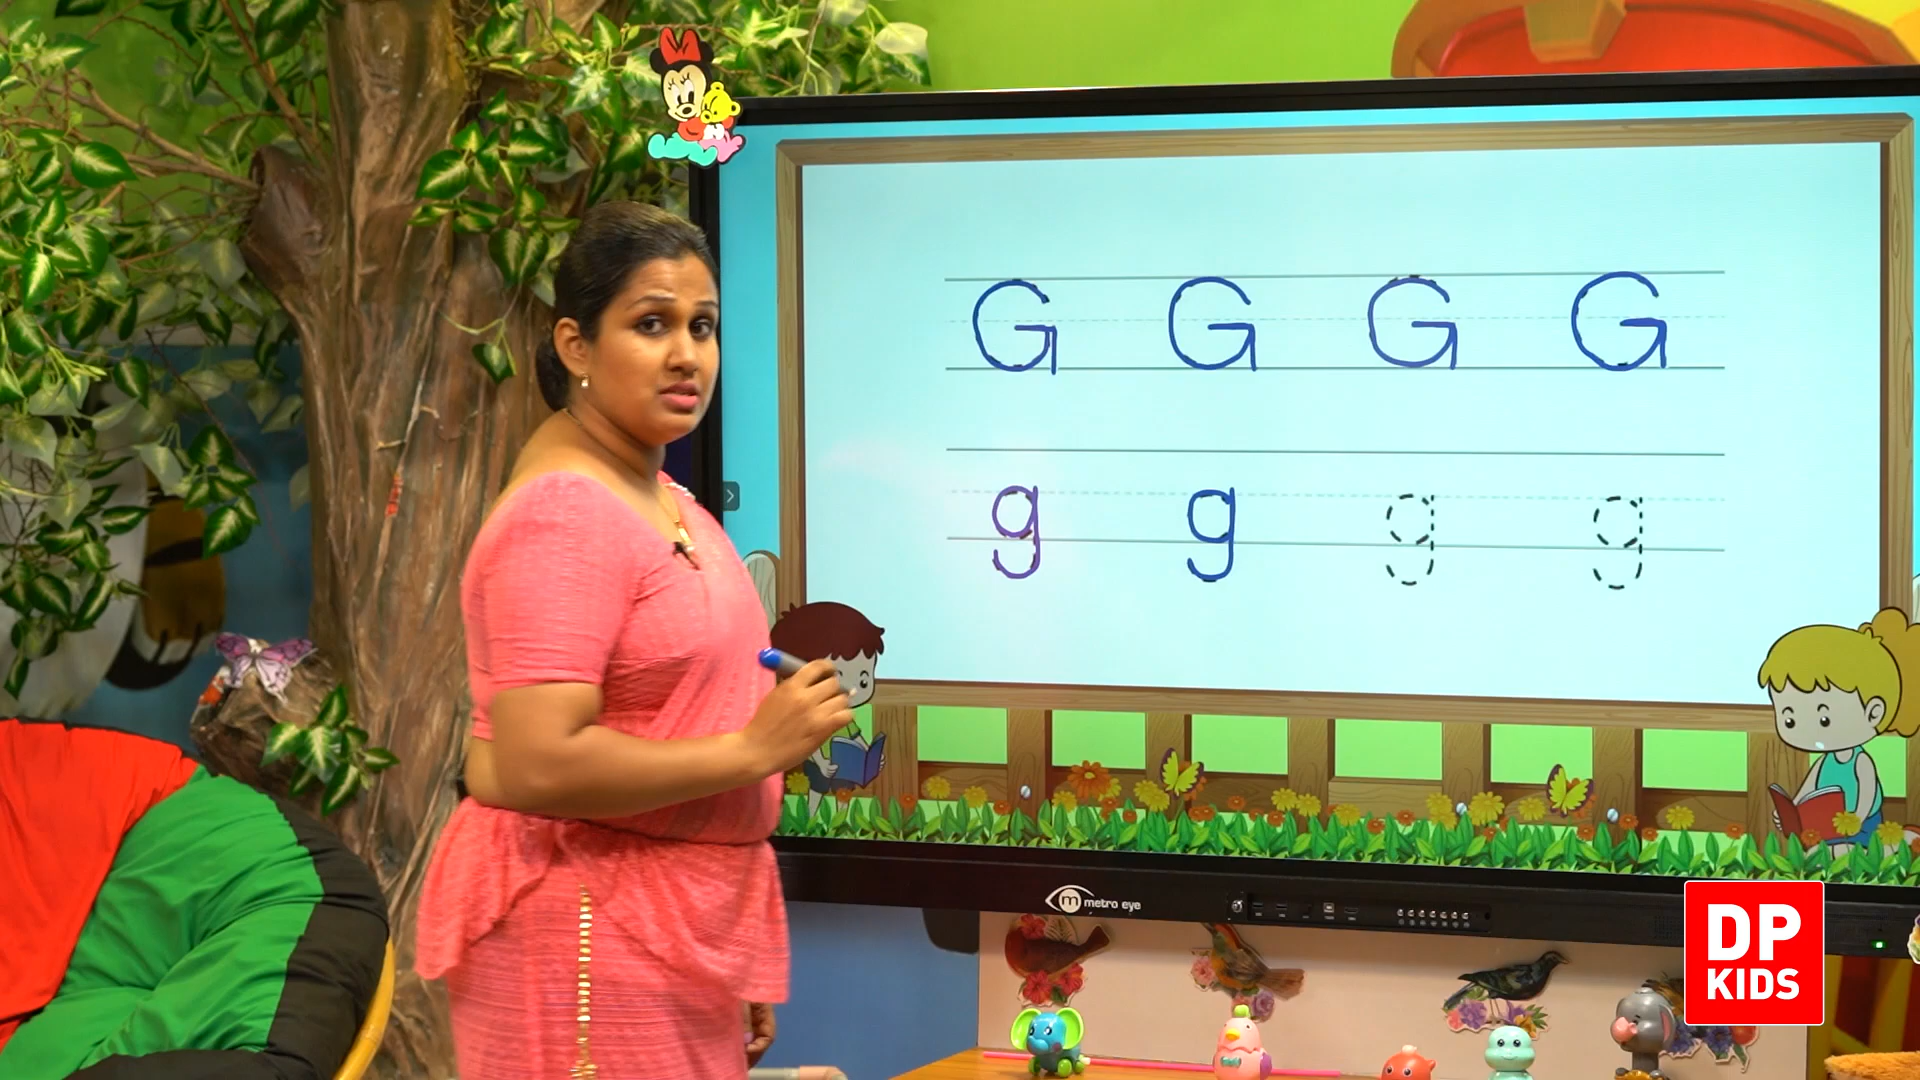 G G G G
g g g g
metro eye
DP
KIDS